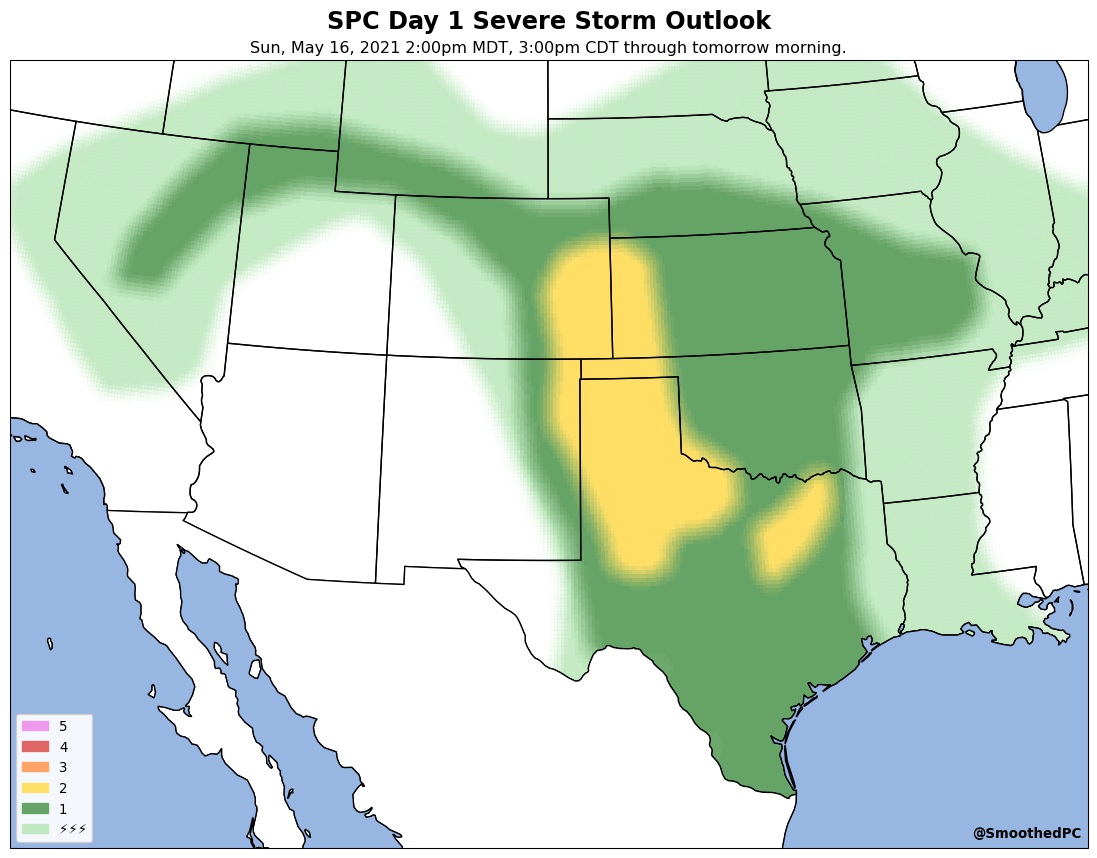 SPC Day 1 Severe Storm Outlook
Sun, May 16, 2021 2:00pm MDT, 3:00pm CDT through tomorrow morning.
5
4
3
2
1
⚡⚡⚡
@SmoothedPC